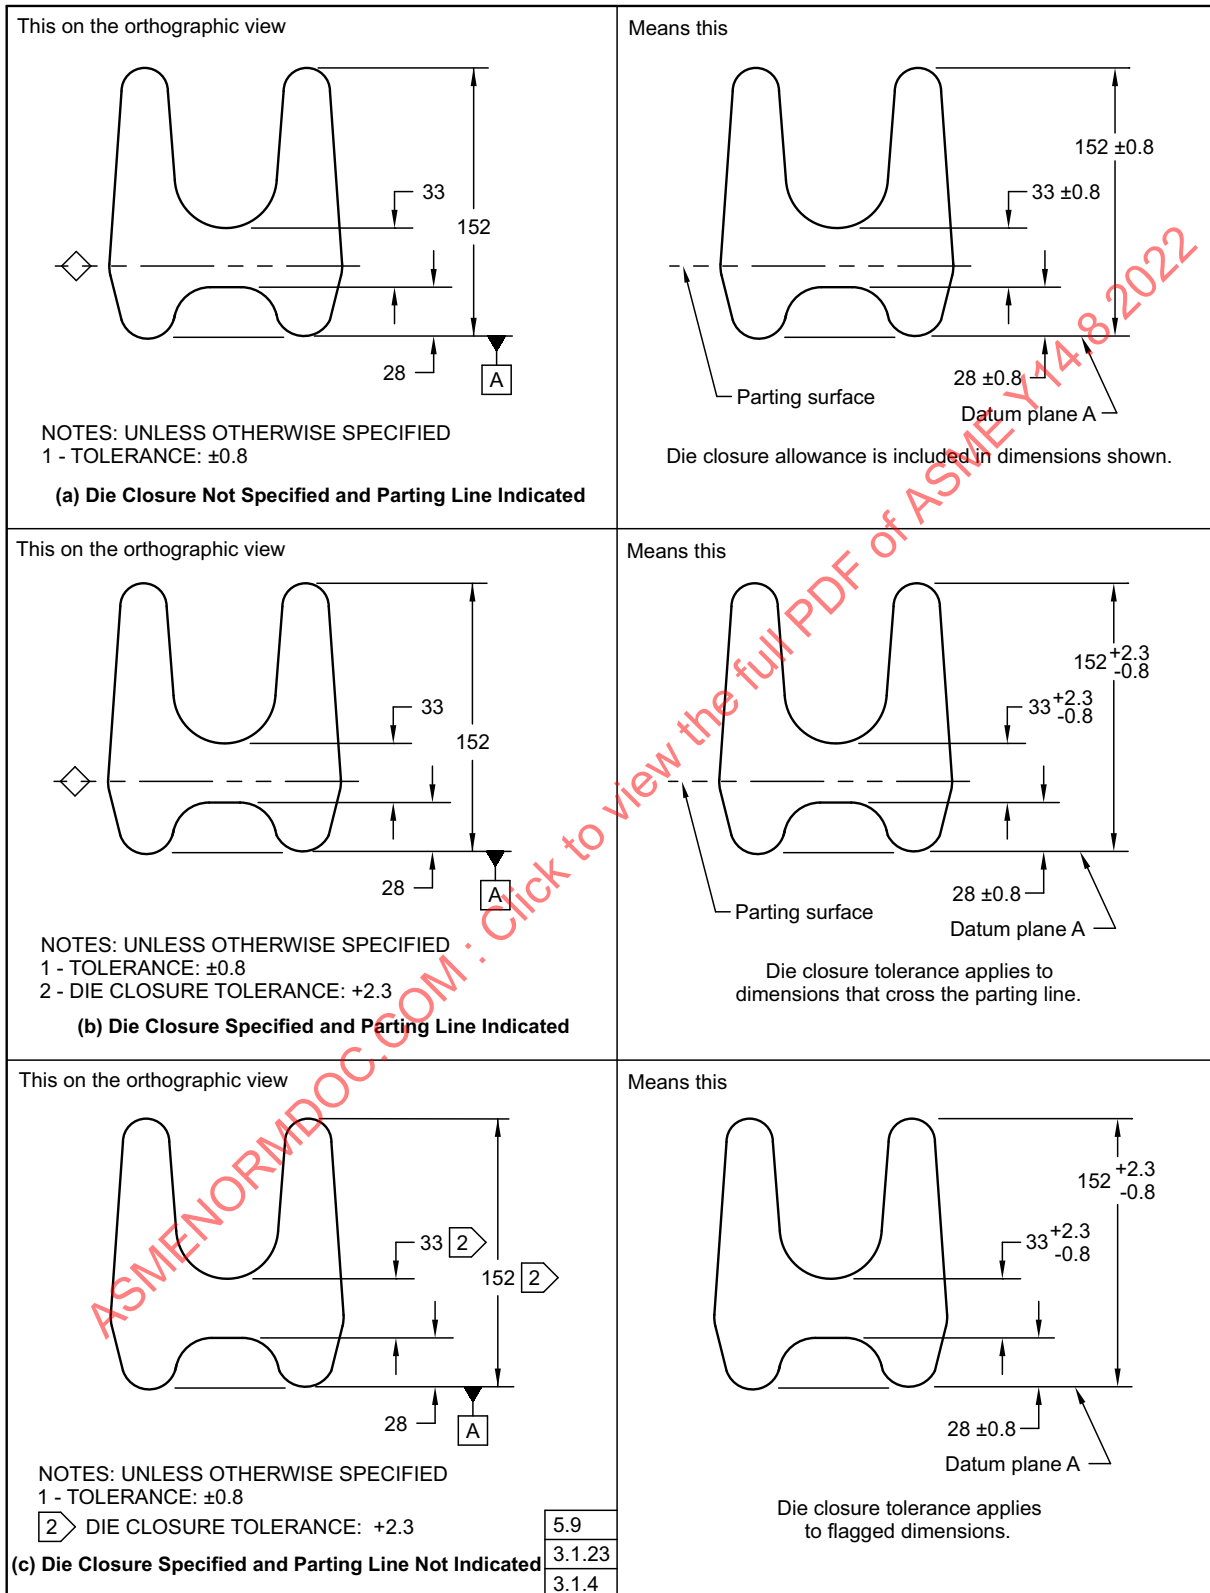 This on the orthographic view
33
152
28
A
NOTES: UNLESS OTHERWISE SPECIFIED
1 - TOLERANCE: ±0.8
(a) Die Closure Not Specified and Parting Line Indicated
Means this
152 ±0.8
33 ±0.8
28 ±0.8
Parting surface
Datum plane A
Die closure allowance is included in dimensions shown.
This on the orthographic view
33
152
28
A
NOTES: UNLESS OTHERWISE SPECIFIED
1 - TOLERANCE: ±0.8
2 - DIE CLOSURE TOLERANCE: +2.3
(b) Die Closure Specified and Parting Line Indicated
Means this
152 +2.3 -0.8
33 +2.3 -0.8
28 ±0.8
Parting surface
Datum plane A
Die closure tolerance applies to
dimensions that cross the parting line.
This on the orthographic view
33 2
152 2
28
A
NOTES: UNLESS OTHERWISE SPECIFIED
1 - TOLERANCE: ±0.8
2 DIE CLOSURE TOLERANCE: +2.3
(c) Die Closure Specified and Parting Line Not Indicated
5.9
3.1.23
3.1.4
Means this
152 +2.3 -0.8
33 +2.3 -0.8
28 ±0.8
Datum plane A
Die closure tolerance applies
to flagged dimensions.
ASMENORMDOC.COM : Click to view the full PDF of ASME Y14.8 2022